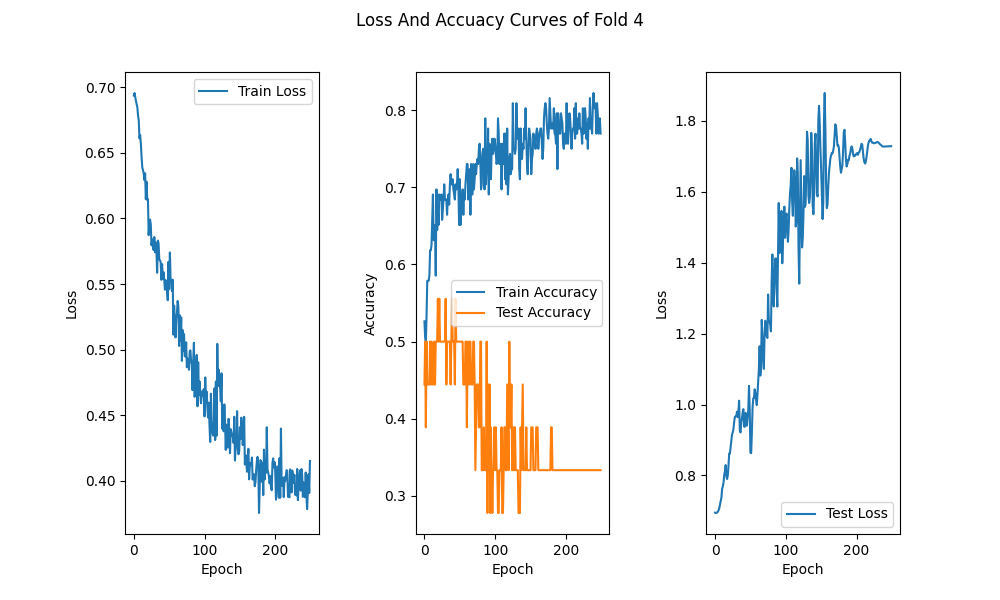 Loss And Accuacy Curves of Fold 4
Loss
0.70
0.65
0.60
0.55
0.50
0.45
0.40
0
100
200
Epoch
Train Loss
Accuracy
0.8
0.7
0.6
0.5
0.4
0.3
0
100
200
Epoch
Train Accuracy
Test Accuracy
Loss
1.8
1.6
1.4
1.2
1.0
0.8
0
100
200
Epoch
Test Loss